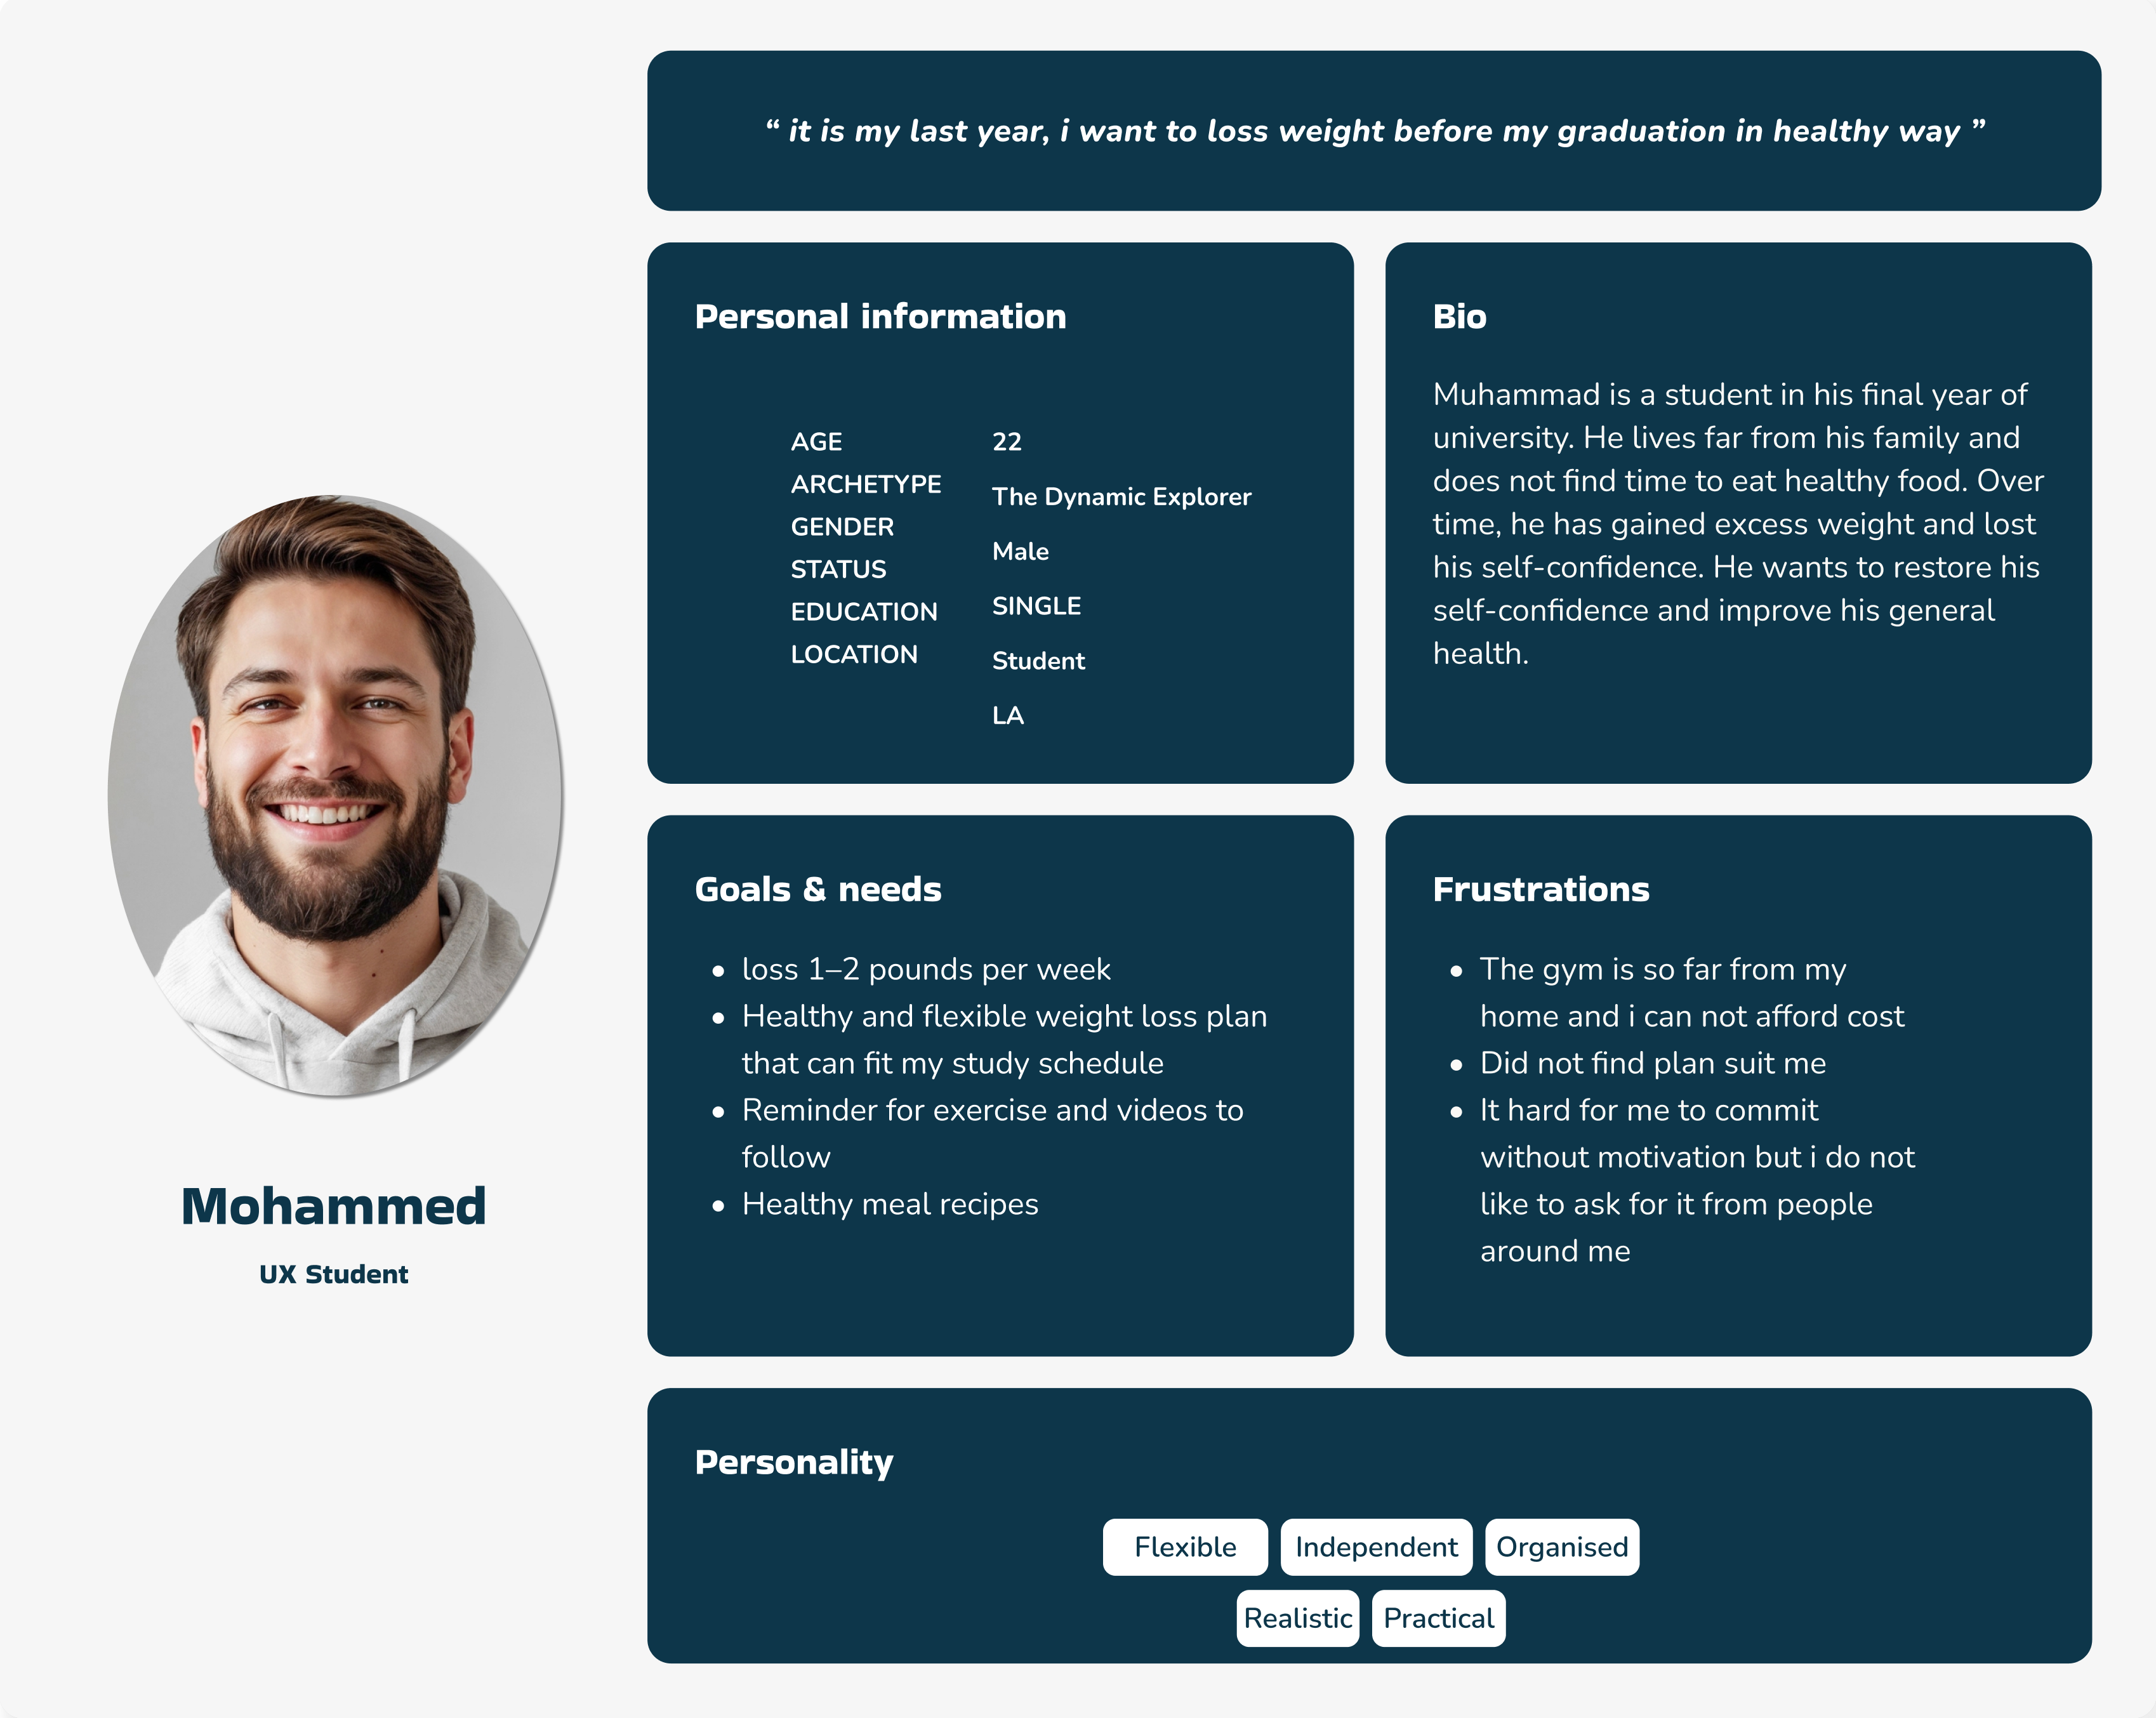 “ it is my last year, i want to loss weight before my graduation in healthy way ”
Mohammed
UX Student
Personal information
AGE
ARCHETYPE
GENDER
STATUS
EDUCATION
LOCATION
22
The Dynamic Explorer
Male
SINGLE
Student
LA
Bio
Muhammad is a student in his final year of
university. He lives far from his family and
does not find time to eat healthy food. Over
time, he has gained excess weight and lost
his self-confidence. He wants to restore his
self-confidence and improve his general
health.
Goals & needs
• loss 1–2 pounds per week
• Healthy and flexible weight loss plan
that can fit my study schedule
• Reminder for exercise and videos to
follow
• Healthy meal recipes
Frustrations
• The gym is so far from my
home and i can not afford cost
• Did not find plan suit me
• It hard for me to commit
without motivation but i do not
like to ask for it from people
around me
Personality
Flexible
Independent
Organised
Realistic
Practical